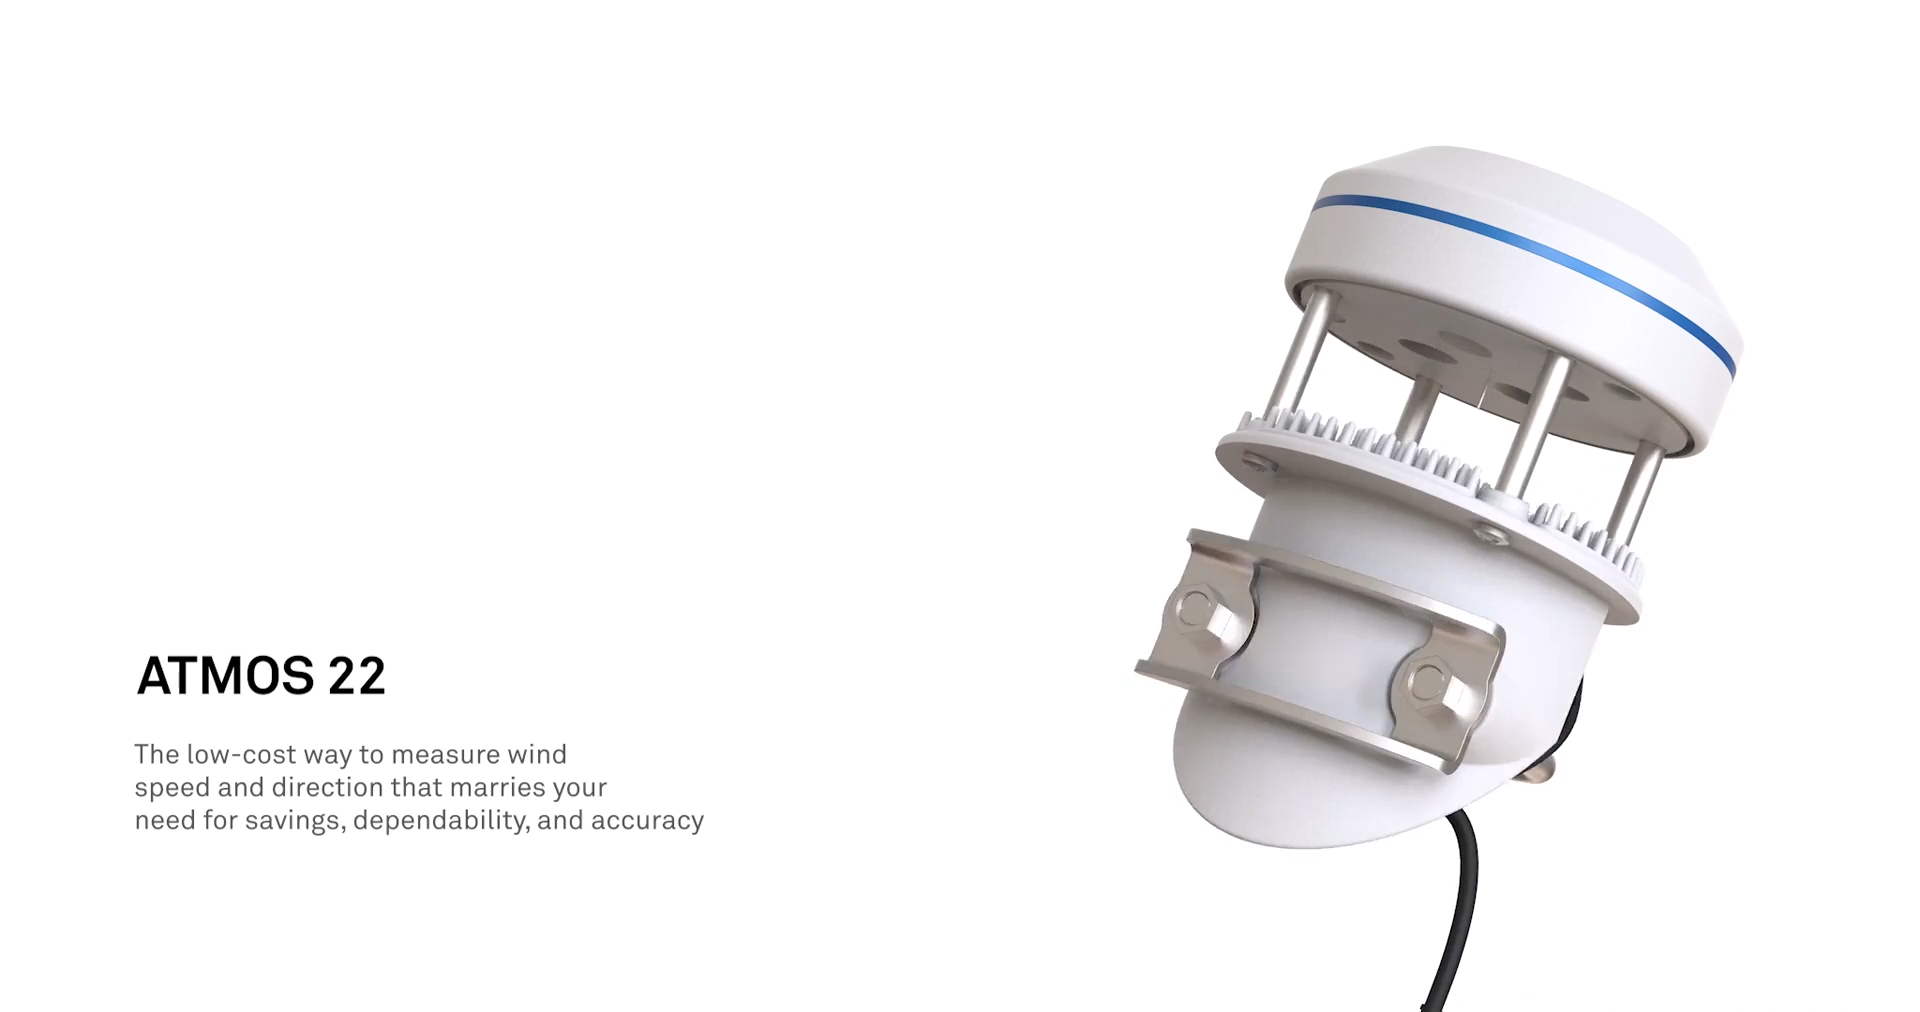 ATMOS 22
The low-cost way to measure wind
speed and direction that marries your
need for savings, dependability, and accuracy